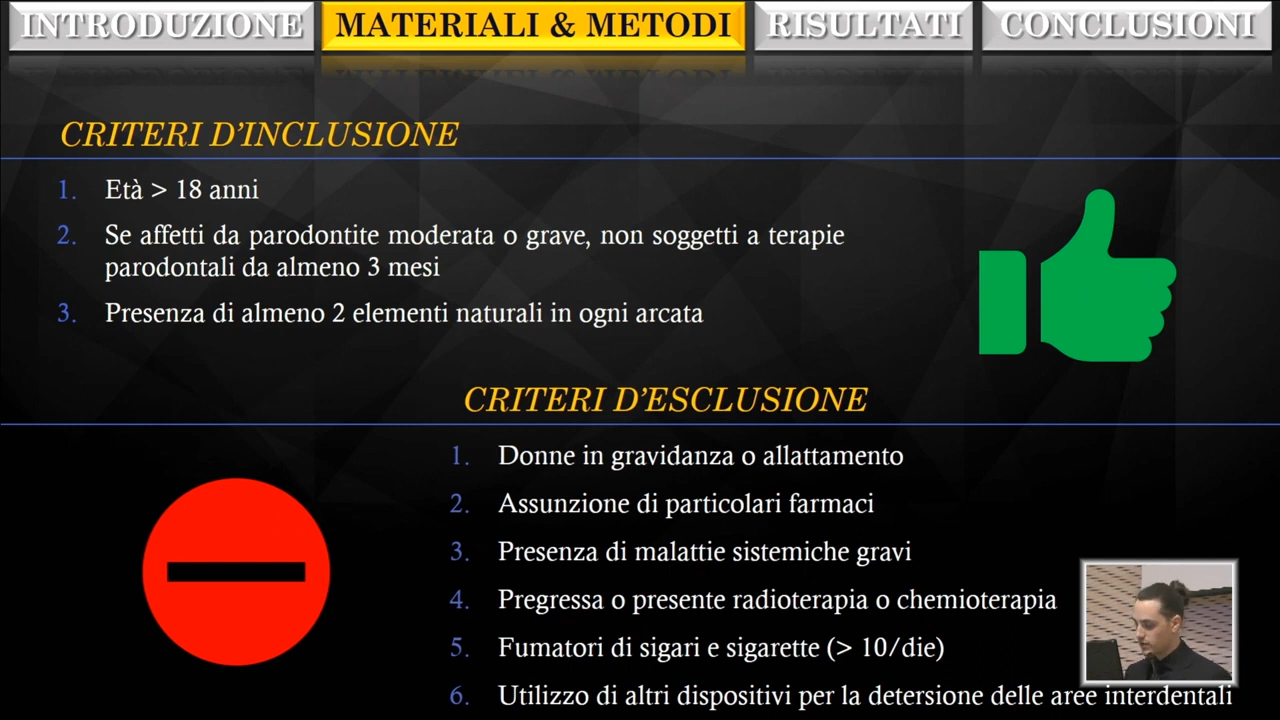 INTRODUZIONE
MATERIALI & METODI
RISULTATI
CONCLUSIONI
CRITERI D'INCLUSIONE
1. Età > 18 anni
2. Se affetti da parodontite moderata o grave, non soggetti a terapie
parodontali da almeno 3 mesi
3. Presenza di almeno 2 elementi naturali in ogni arcata
CRITERI D'ESCLUSIONE
1. Donne in gravidanza o allattamento
2. Assunzione di particolari farmaci
3. Presenza di malattie sistemiche gravi
4. Pregressa o presente radioterapia o chemioterapia
5. Fumatori di sigari e sigarette (> 10/die)
6. Utilizzo di altri dispositivi per la detersione delle aree interdentali